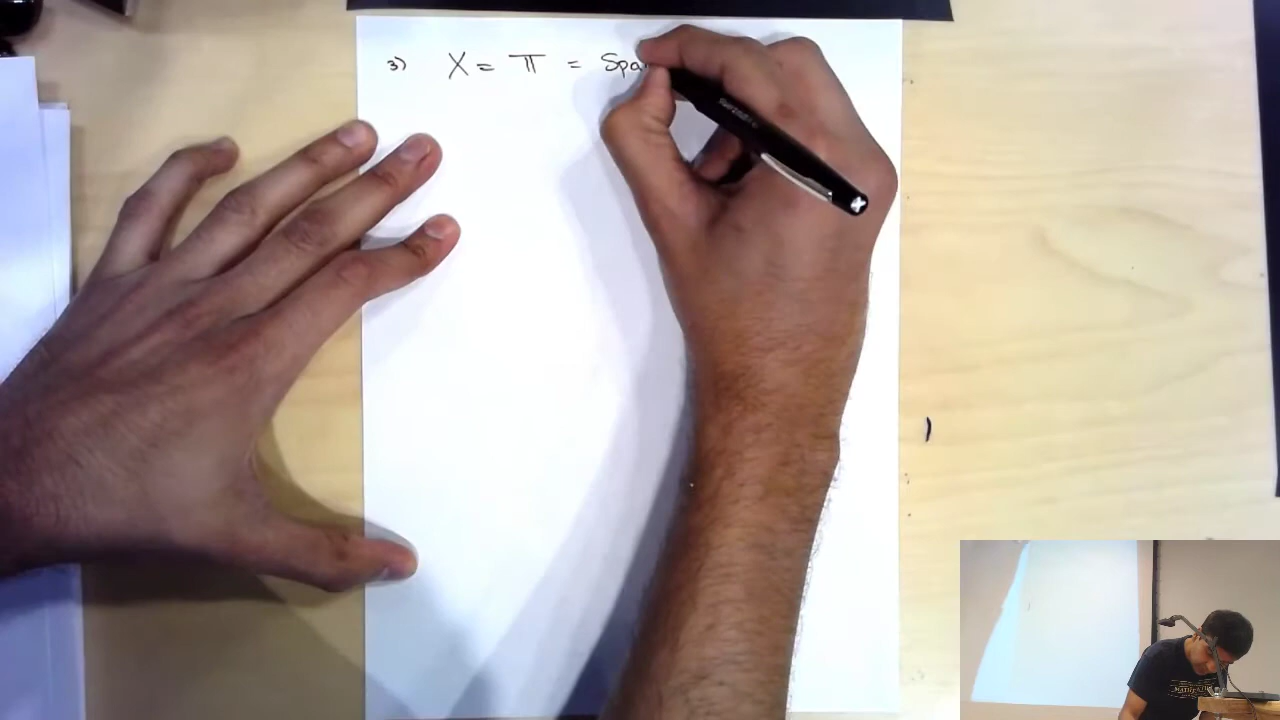 3) X = π = Spa